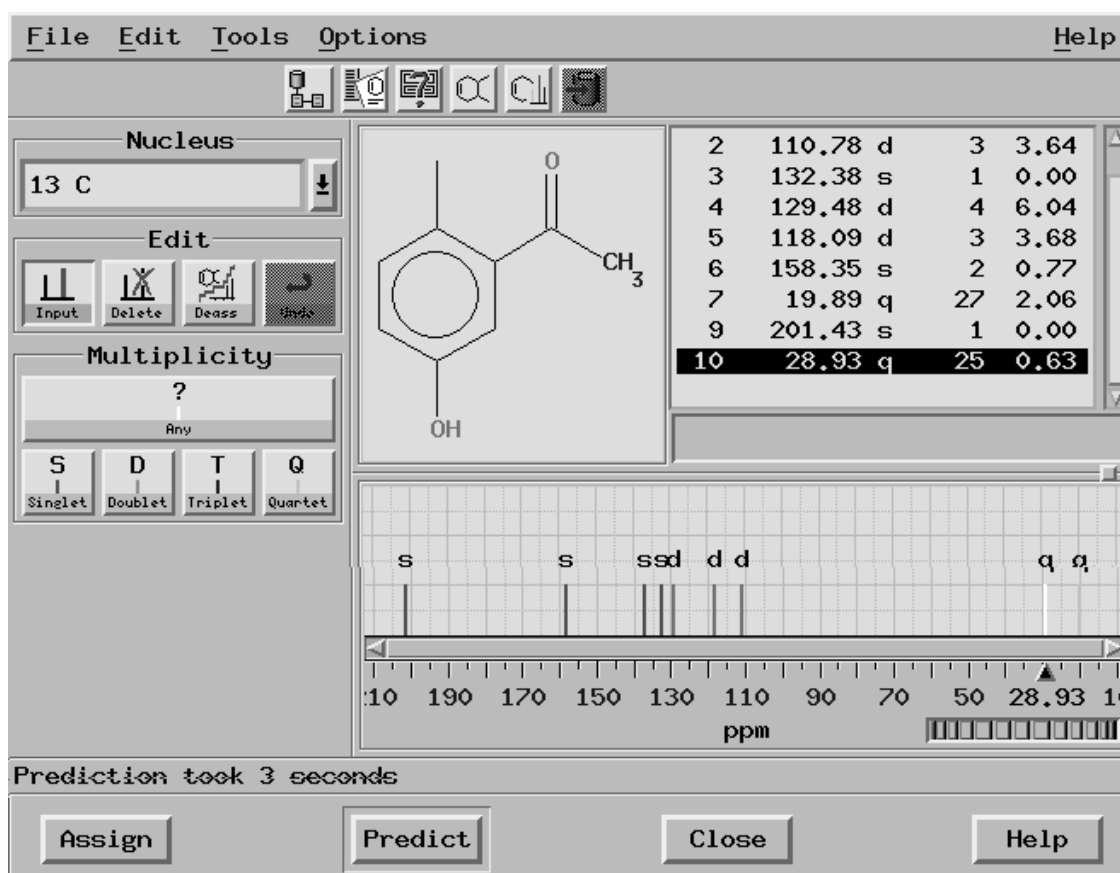 File Edit Tools Options Help
Nucleus
13 C
Edit
Input Delete Deass Undo
Multiplicity
?
Any
S D T Q
Singlet Doublet Triplet Quartet
O
CH3
OH
2 110.78 d 3 3.64
3 132.38 s 1 0.00
4 129.48 d 4 6.04
5 118.09 d 3 3.68
6 158.35 s 2 0.77
7 19.89 q 27 2.06
9 201.43 s 1 0.00
10 28.93 q 25 0.63
s s s s d d d q q
190 170 150 130 110 90 70 50 28.93
ppm
Prediction took 3 seconds
Assign Predict Close Help